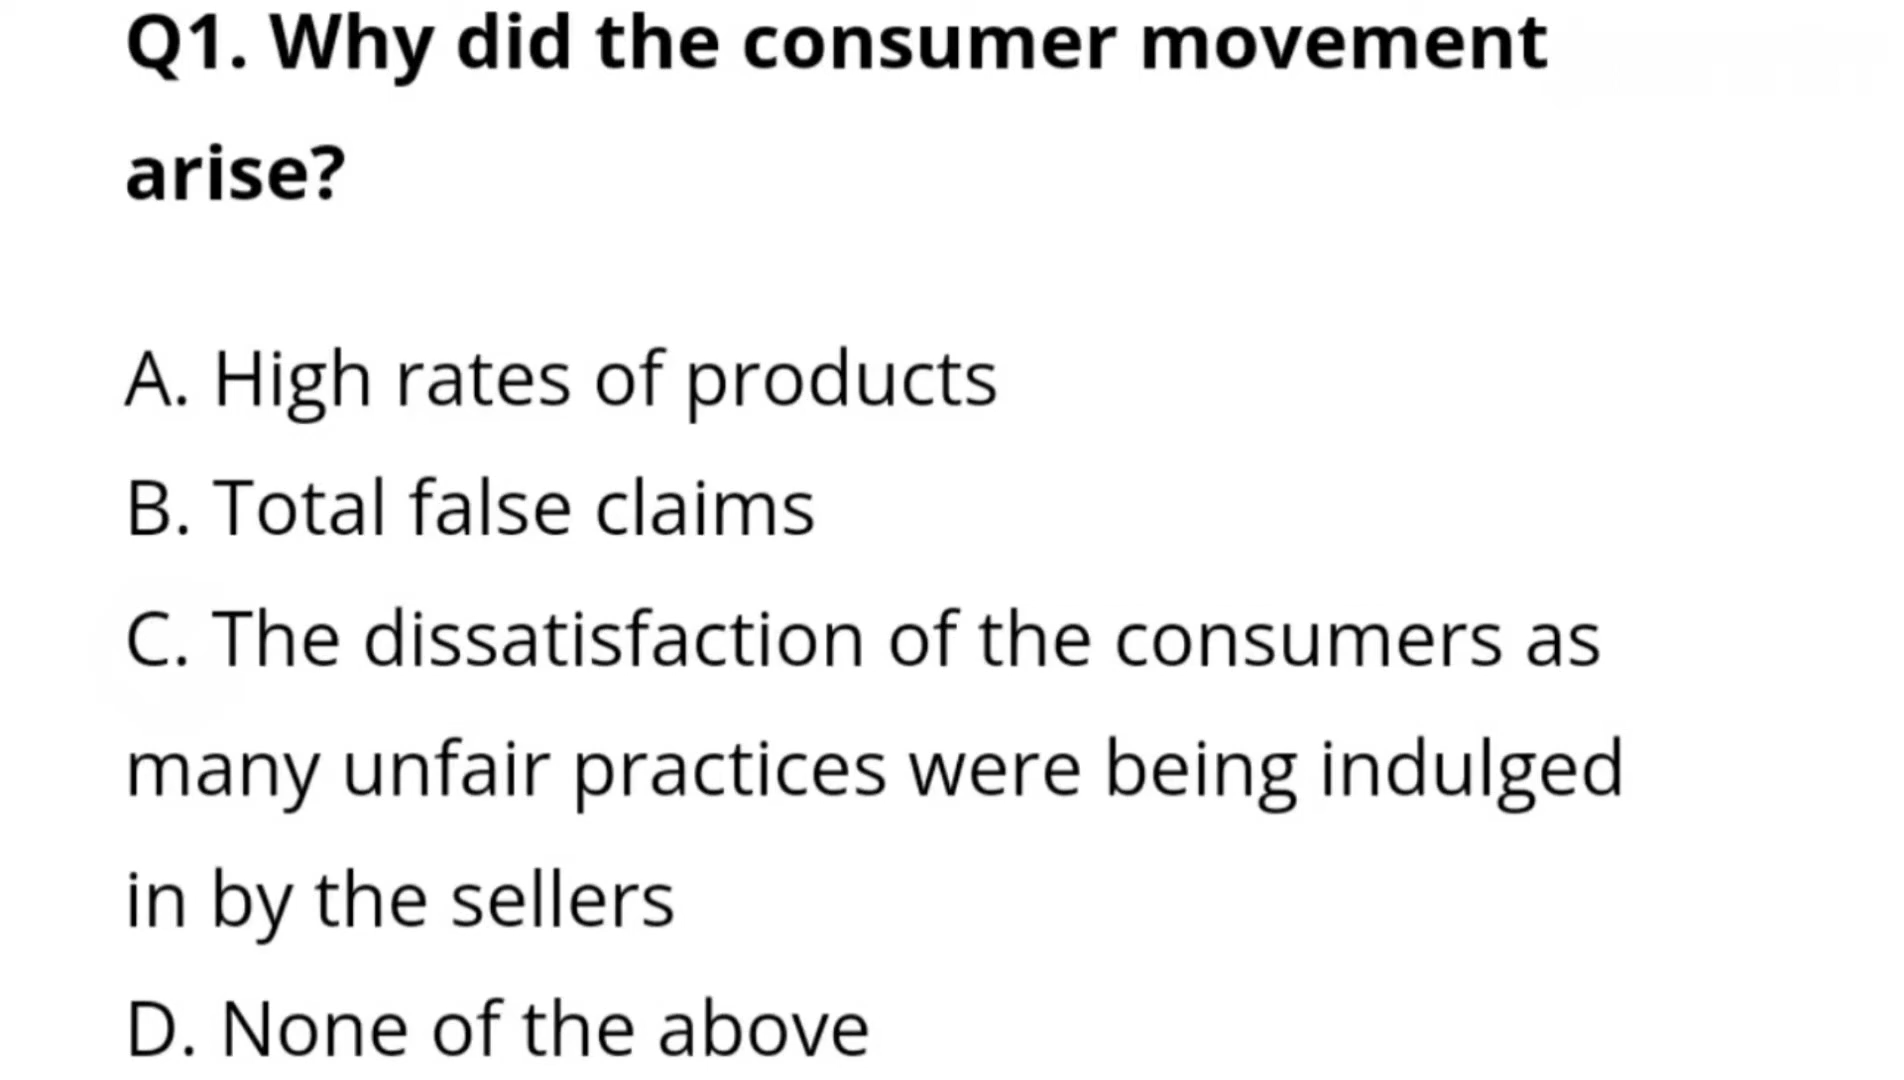 Q1. Why did the consumer movement
arise?
A. High rates of products
B. Total false claims
C. The dissatisfaction of the consumers as
many unfair practices were being indulged
in by the sellers
D. None of the above